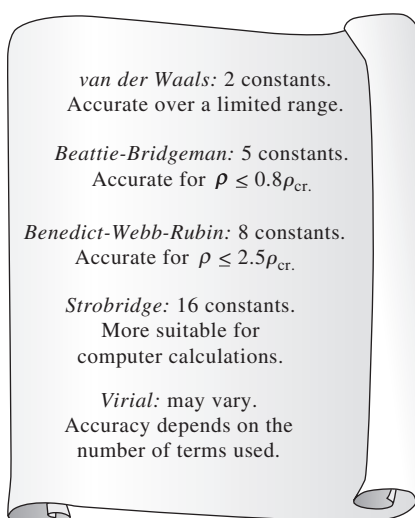 van der Waals: 2 constants.
Accurate over a limited range.
Beattie-Bridgeman: 5 constants.
Accurate for ρ ≤ 0.8ρcr.
Benedict-Webb-Rubin: 8 constants.
Accurate for ρ ≤ 2.5ρcr.
Strobridge: 16 constants.
More suitable for
computer calculations.
Virial: may vary.
Accuracy depends on the
number of terms used.